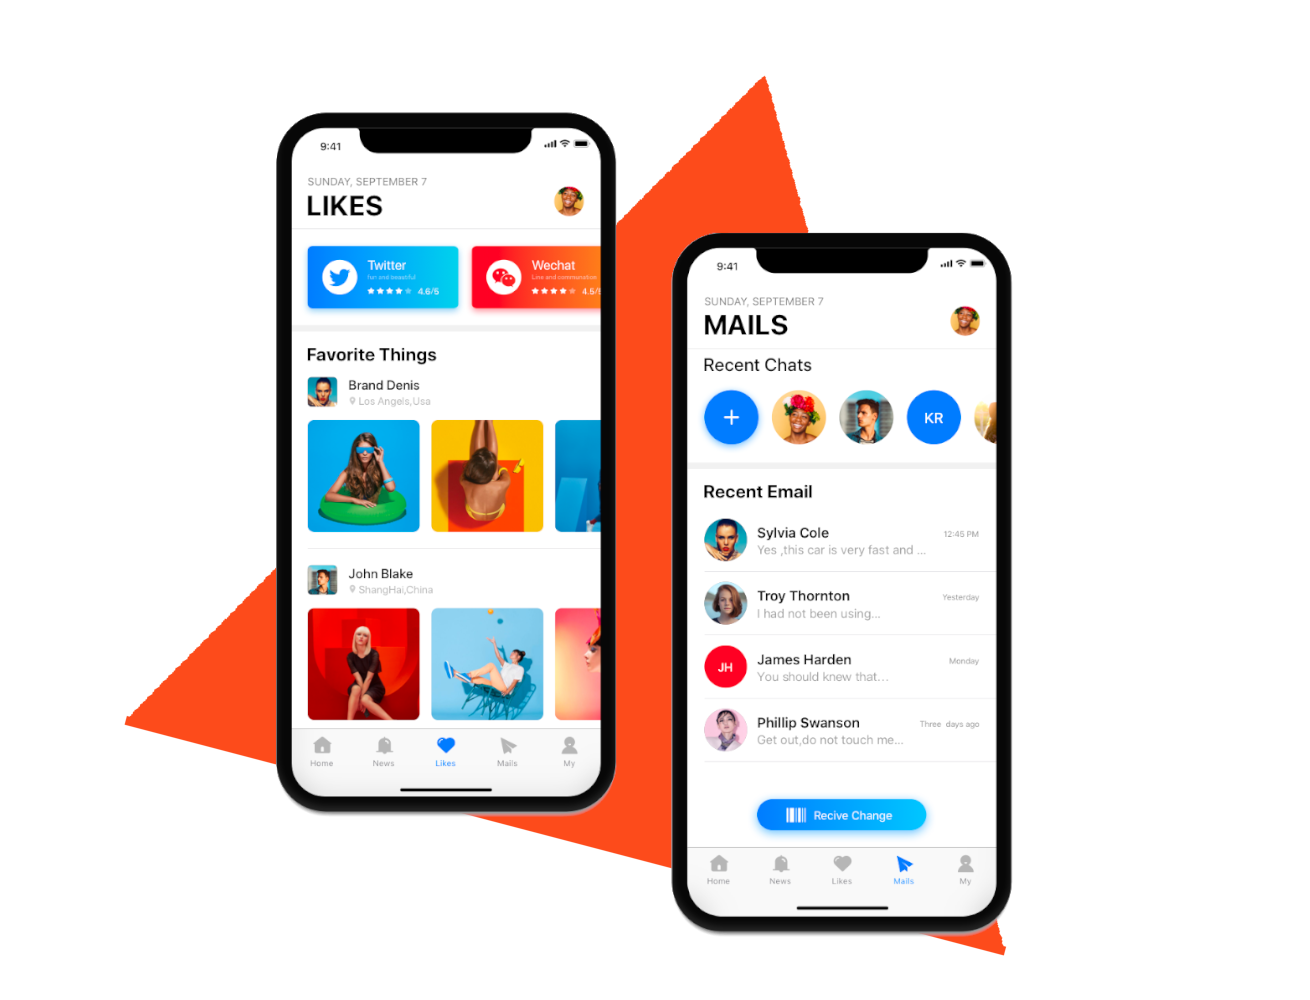 9:41
SUNDAY, SEPTEMBER 7
LIKES
Twitter
fun and beautiful
4.6/5
Wechat
Line and communation
4.5/5
Favorite Things
Brand Denis
Los Angels,Usa
John Blake
ShangHai,China
Home
News
Likes
Mails
My
9:41
SUNDAY, SEPTEMBER 7
MAILS
Recent Chats
KR
Recent Email
Sylvia Cole
12:45 PM
Yes ,this car is very fast and ...
Troy Thornton
Yesterday
I had not been using...
JH
James Harden
Monday
You should knew that...
Phillip Swanson
Three days ago
Get out,do not touch me...
Recive Change
Home
News
Likes
Mails
My